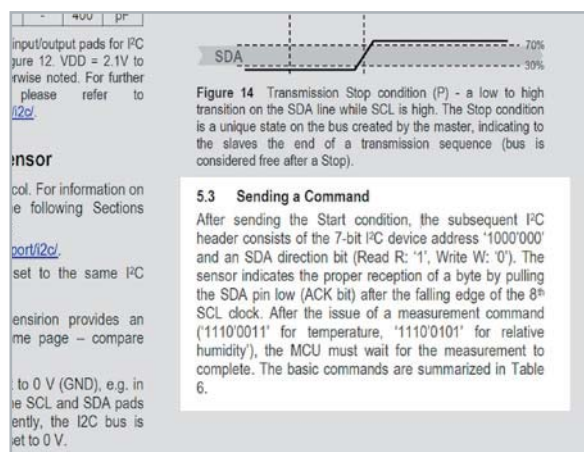 - 400 pF
input/output pads for I²C
gure 12. VDD = 2.1V to
erwise noted. For further
please refer to
/i2c/.
ensor
col. For information on
e following Sections
port/i2c/.
set to the same I²C
ensirion provides an
me page – compare
to 0 V (GND), e.g. in
e SCL and SDA pads
ently, the I2C bus is
set to 0 V.
SDA
70%
30%
Figure 14 Transmission Stop condition (P) - a low to high
transition on the SDA line while SCL is high. The Stop condition
is a unique state on the bus created by the master, indicating to
the slaves the end of a transmission sequence (bus is
considered free after a Stop).
5.3 Sending a Command
After sending the Start condition, the subsequent I²C
header consists of the 7-bit I²C device address ‘1000’000’
and an SDA direction bit (Read R: ‘1’, Write W: ‘0’). The
sensor indicates the proper reception of a byte by pulling
the SDA pin low (ACK bit) after the falling edge of the 8th
SCL clock. After the issue of a measurement command
(‘1110’0011’ for temperature, ‘1110’0101’ for relative
humidity’), the MCU must wait for the measurement to
complete. The basic commands are summarized in Table
6.